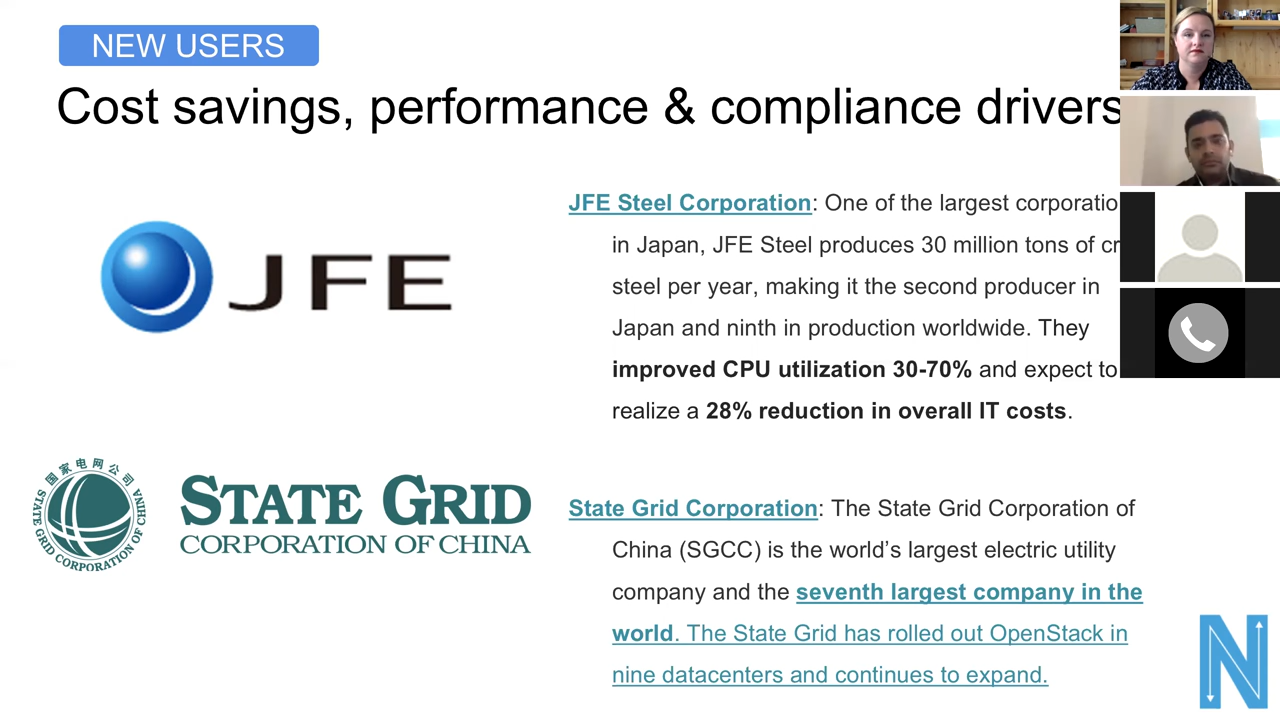 NEW USERS
Cost savings, performance & compliance drivers
JFE
JFE Steel Corporation: One of the largest corporatio
in Japan, JFE Steel produces 30 million tons of cr
steel per year, making it the second producer in
Japan and ninth in production worldwide. They
improved CPU utilization 30-70% and expect to
realize a 28% reduction in overall IT costs.
国家电网公司
STATE GRID CORPORATION OF CHINA
STATE GRID
CORPORATION OF CHINA
State Grid Corporation: The State Grid Corporation of
China (SGCC) is the world’s largest electric utility
company and the seventh largest company in the
world. The State Grid has rolled out OpenStack in
nine datacenters and continues to expand.
N